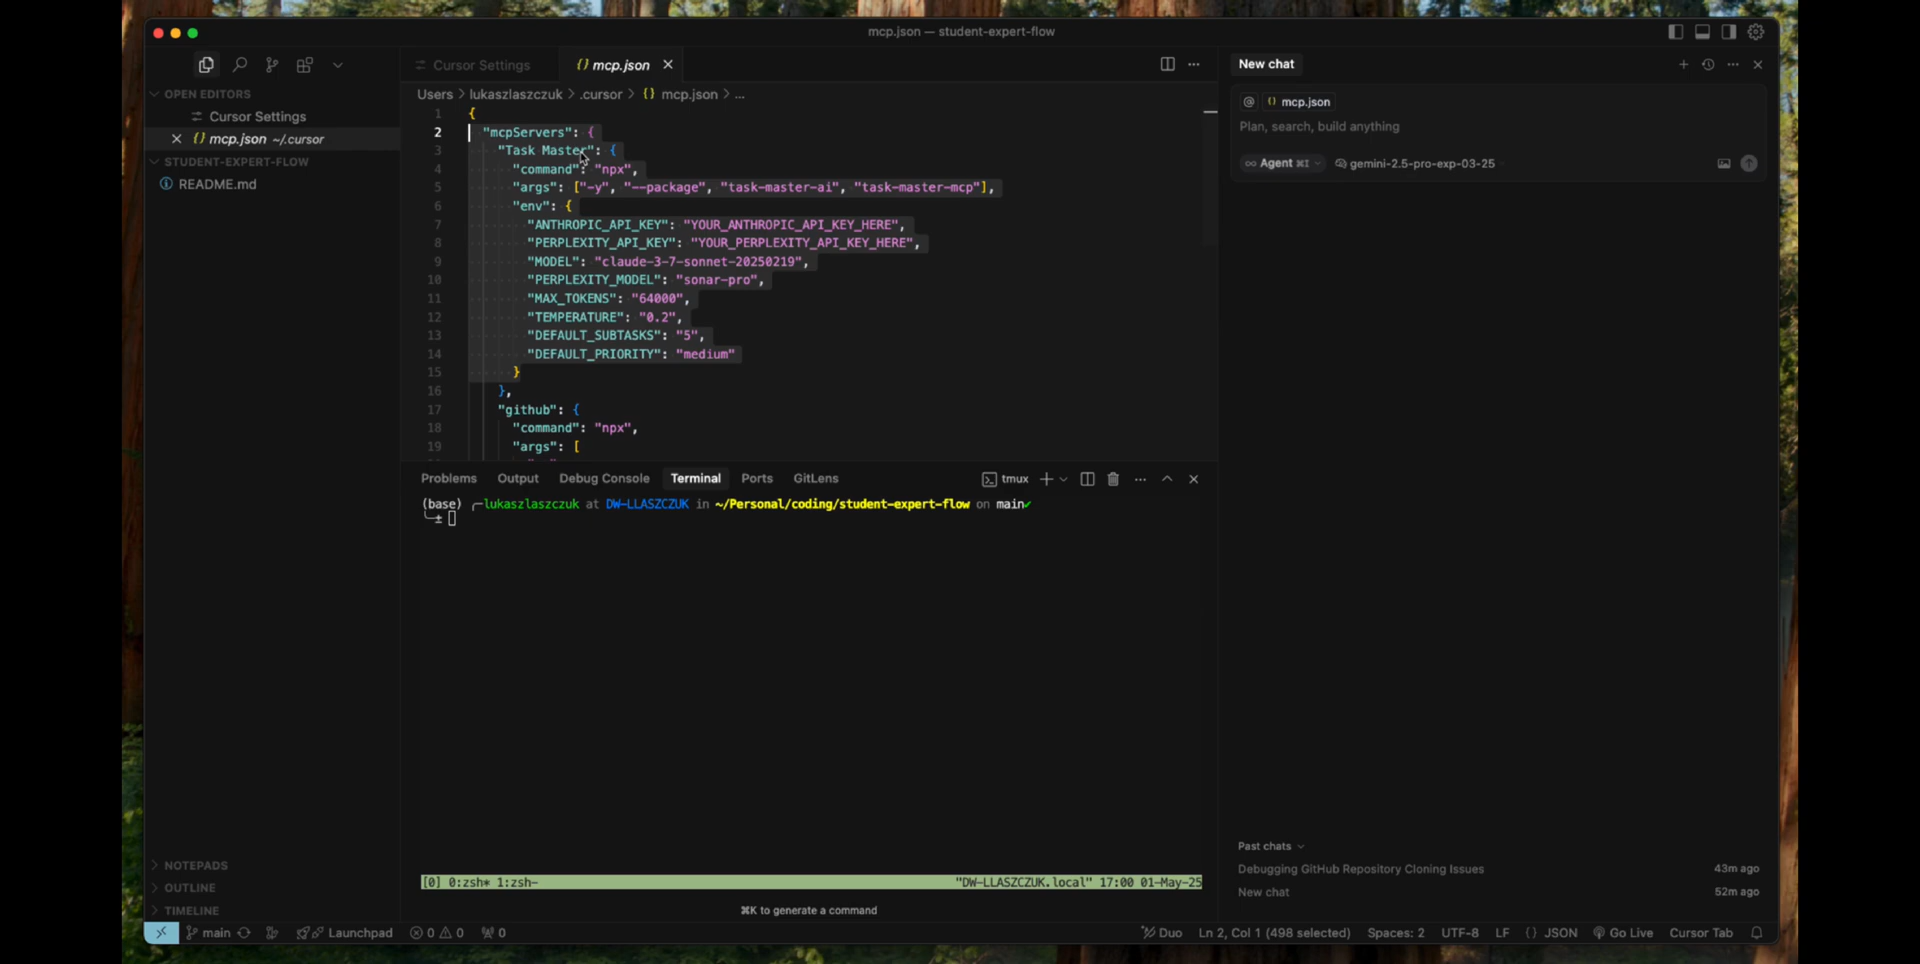 mcp.json — student-expert-flow
Cursor Settings
{} mcp.json
New chat
OPEN EDITORS
Cursor Settings
{} mcp.json ~/.cursor
STUDENT-EXPERT-FLOW
README.md
Users > lukaszlaszczuk > .cursor > {} mcp.json > ...
1 {
2 "mcpServers": {
3 "Task Master": {
4 "command": "npx",
5 "args": ["-y", "--package", "task-master-ai", "task-master-mcp"],
6 "env": {
7 "ANTHROPIC_API_KEY": "YOUR_ANTHROPIC_API_KEY_HERE",
8 "PERPLEXITY_API_KEY": "YOUR_PERPLEXITY_API_KEY_HERE",
9 "MODEL": "claude-3-7-sonnet-20250219",
10 "PERPLEXITY_MODEL": "sonar-pro",
11 "MAX_TOKENS": "64000",
12 "TEMPERATURE": "0.2",
13 "DEFAULT_SUBTASKS": "5",
14 "DEFAULT_PRIORITY": "medium"
15 }
16 },
17 "github": {
18 "command": "npx",
19 "args": [
@ {} mcp.json
Plan, search, build anything
∞ Agent ⌘I gemini-2.5-pro-exp-03-25
Problems Output Debug Console Terminal Ports GitLens
tmux
(base) ╭─lukaszlaszczuk at DW-LLASZCZUK in ~/Personal/coding/student-expert-flow on main✔
╰─±
[0] 0:zsh* 1:zsh- "DW-LLASZCZUK.local" 17:00 01-May-25
⌘K to generate a command
Past chats
Debugging GitHub Repository Cloning Issues 43m ago
New chat 52m ago
NOTEPADS
OUTLINE
TIMELINE
main Launchpad 0 0 0 Duo Ln 2, Col 1 (498 selected) Spaces: 2 UTF-8 LF {} JSON Go Live Cursor Tab